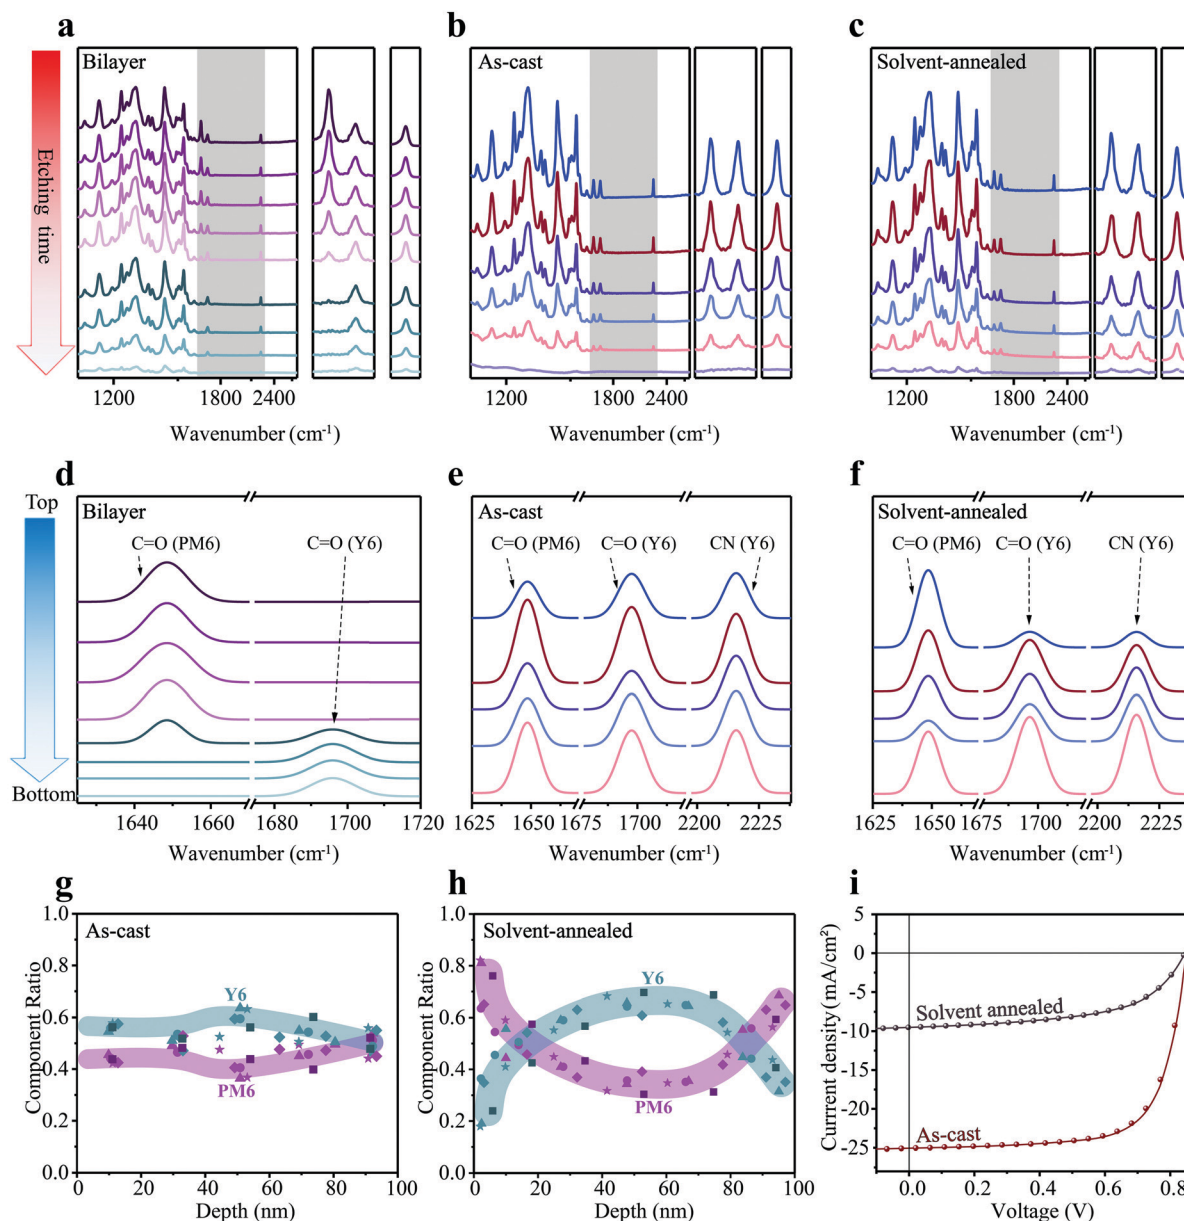 a
b
c
Bilayer
As-cast
Solvent-annealed
Etching time
1200 1800 2400
1200 1800 2400
1200 1800 2400
Wavenumber (cm-1)
Wavenumber (cm-1)
Wavenumber (cm-1)
d
e
f
Top
Bottom
Bilayer
C=O (PM6)
C=O (Y6)
As-cast
C=O (PM6)
C=O (Y6)
CN (Y6)
Solvent-annealed
C=O (PM6)
C=O (Y6)
CN (Y6)
1640 1660 1680 1700 1720
1625 1650 1675 1700 2200 2225
1625 1650 1675 1700 2200 2225
Wavenumber (cm-1)
Wavenumber (cm-1)
Wavenumber (cm-1)
g
h
i
As-cast
Y6
PM6
Component Ratio
1.0
0.8
0.6
0.4
0.2
0.0
0 20 40 60 80 100
Depth (nm)
Solvent-annealed
Y6
PM6
Component Ratio
1.0
0.8
0.6
0.4
0.2
0.0
0 20 40 60 80 100
Depth (nm)
Currrent density(mA/cm²)
5
0
-5
-10
-15
-20
-25
Solvent annealed
As-cast
0.0 0.2 0.4 0.6 0.8
Voltage (V)